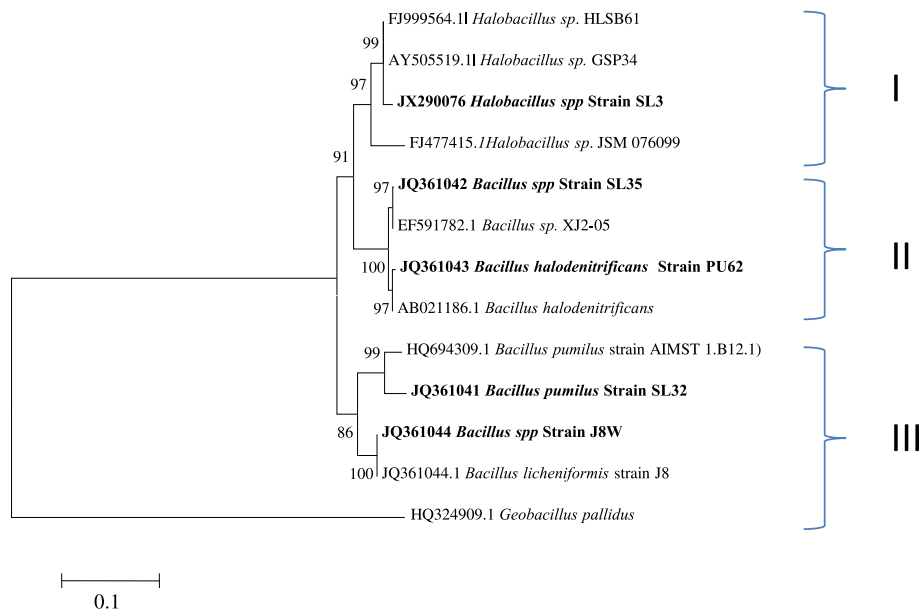 FJ999564.1| Halobacillus sp. HLSB61
99
AY505519.1| Halobacillus sp. GSP34
97
JX290076 Halobacillus spp Strain SL3
I
91
FJ477415.1Halobacillus sp. JSM 076099
97
JQ361042 Bacillus spp Strain SL35
EF591782.1 Bacillus sp. XJ2-05
II
100
JQ361043 Bacillus halodenitrificans Strain PU62
97
AB021186.1 Bacillus halodenitrificans
HQ694309.1 Bacillus pumilus strain AIMST 1.B12.1)
99
JQ361041 Bacillus pumilus Strain SL32
86
JQ361044 Bacillus spp Strain J8W
III
100
JQ361044.1 Bacillus licheniformis strain J8
HQ324909.1 Geobacillus pallidus
0.1